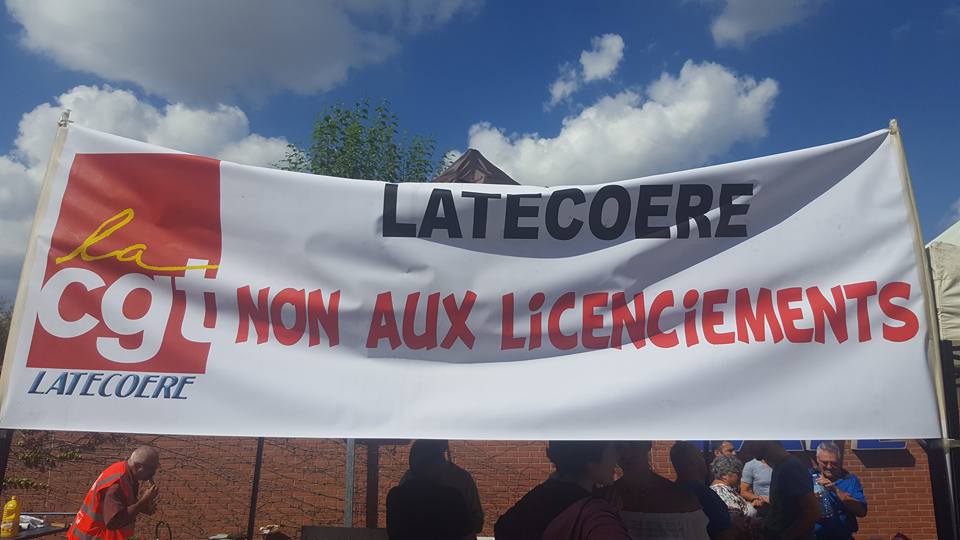 LATECOERE
la
cgt
NON AUX LiCENCiEMENTS
LATECOERE